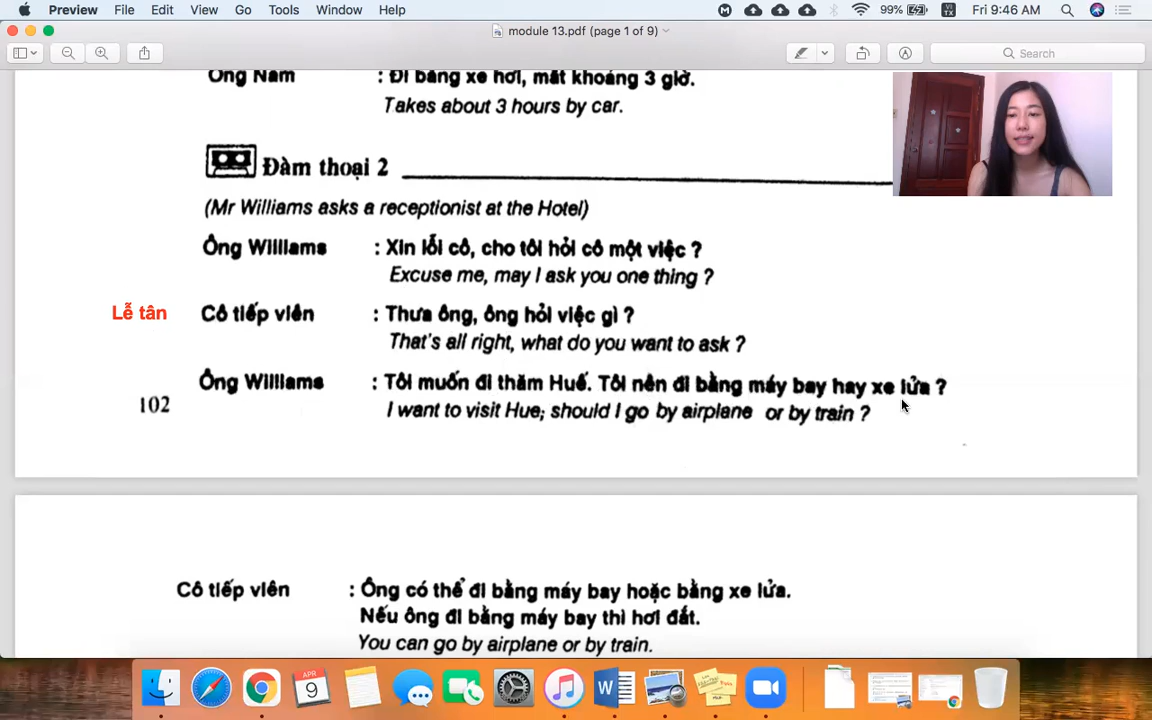 Preview File Edit View Go Tools Window Help 99% VI TX Fri 9:46 AM
module 13.pdf (page 1 of 9)
Search
Ông Nam : Đi bằng xe hơi, mất khoảng 3 giờ.
Takes about 3 hours by car.
Đàm thoại 2
(Mr Williams asks a receptionist at the Hotel)
Ông Williams : Xin lỗi cô, cho tôi hỏi cô một việc ?
Excuse me, may I ask you one thing ?
Lễ tân Cô tiếp viên : Thưa ông, ông hỏi việc gì ?
That's all right, what do you want to ask ?
Ông Williams : Tôi muốn đi thăm Huế. Tôi nên đi bằng máy bay hay xe lửa ?
102 I want to visit Hue; should I go by airplane or by train ?
Cô tiếp viên : Ông có thể đi bằng máy bay hoặc bằng xe lửa.
Nếu ông đi bằng máy bay thì hơi đắt.
You can go by airplane or by train.
APR
9